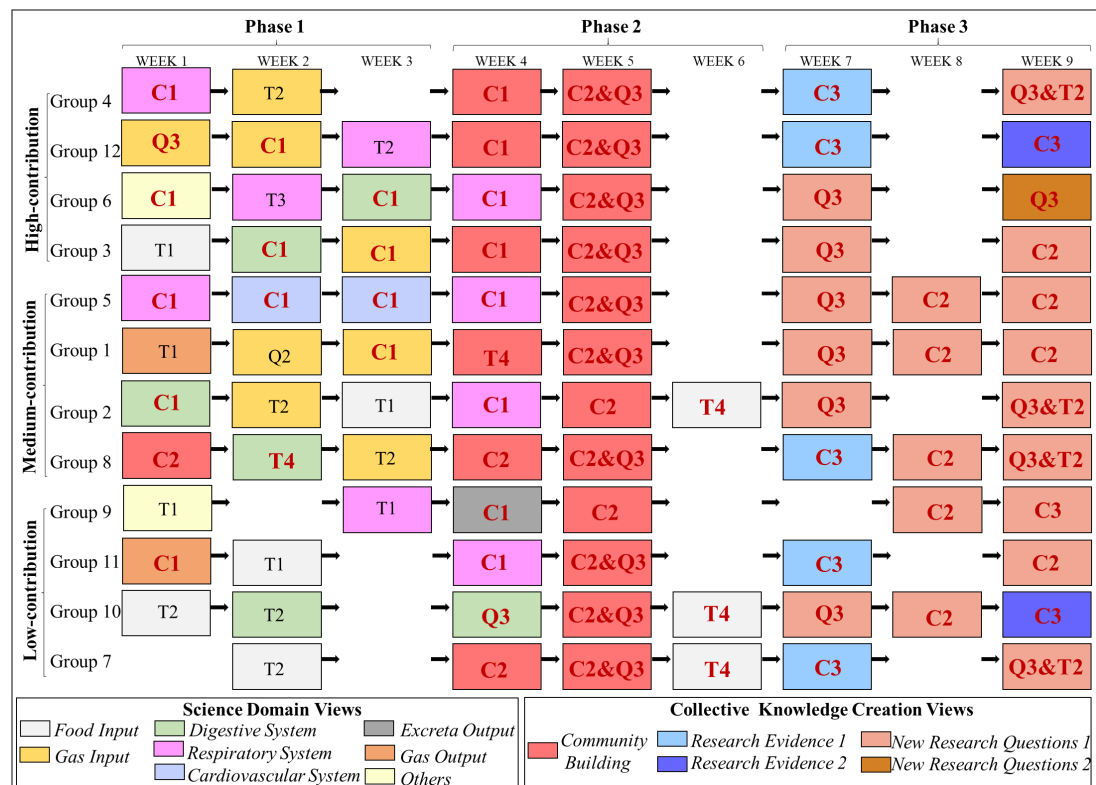 Phase 1 Phase 2 Phase 3
WEEK 1 WEEK 2 WEEK 3 WEEK 4 WEEK 5 WEEK 6 WEEK 7 WEEK 8 WEEK 9
High-contribution
Group 4 C1 T2 C1 C2&Q3 C3 Q3&T2
Group 12 Q3 C1 T2 C1 C2&Q3 C3 C3
Group 6 C1 T3 C1 C1 C2&Q3 Q3 Q3
Group 3 T1 C1 C1 C1 C2&Q3 Q3 C2
Medium-contribution
Group 5 C1 C1 C1 C1 C2&Q3 Q3 C2 C2
Group 1 T1 Q2 C1 T4 C2&Q3 Q3 C2 C2
Group 2 C1 T2 T1 C1 C2 T4 Q3 Q3&T2
Group 8 C2 T4 T2 C2 C2&Q3 C3 C2 Q3&T2
Low-contribution
Group 9 T1 T1 C1 C2 C2 C3
Group 11 C1 T1 C1 C2&Q3 C3 C2
Group 10 T2 T2 Q3 C2&Q3 T4 Q3 C2 C3
Group 7 T2 C2 C2&Q3 T4 C3 Q3&T2
Science Domain Views
Food Input Digestive System Excreta Output
Gas Input Respiratory System Gas Output
Cardiovascular System Others
Collective Knowledge Creation Views
Community Building Research Evidence 1 New Research Questions 1
Research Evidence 2 New Research Questions 2